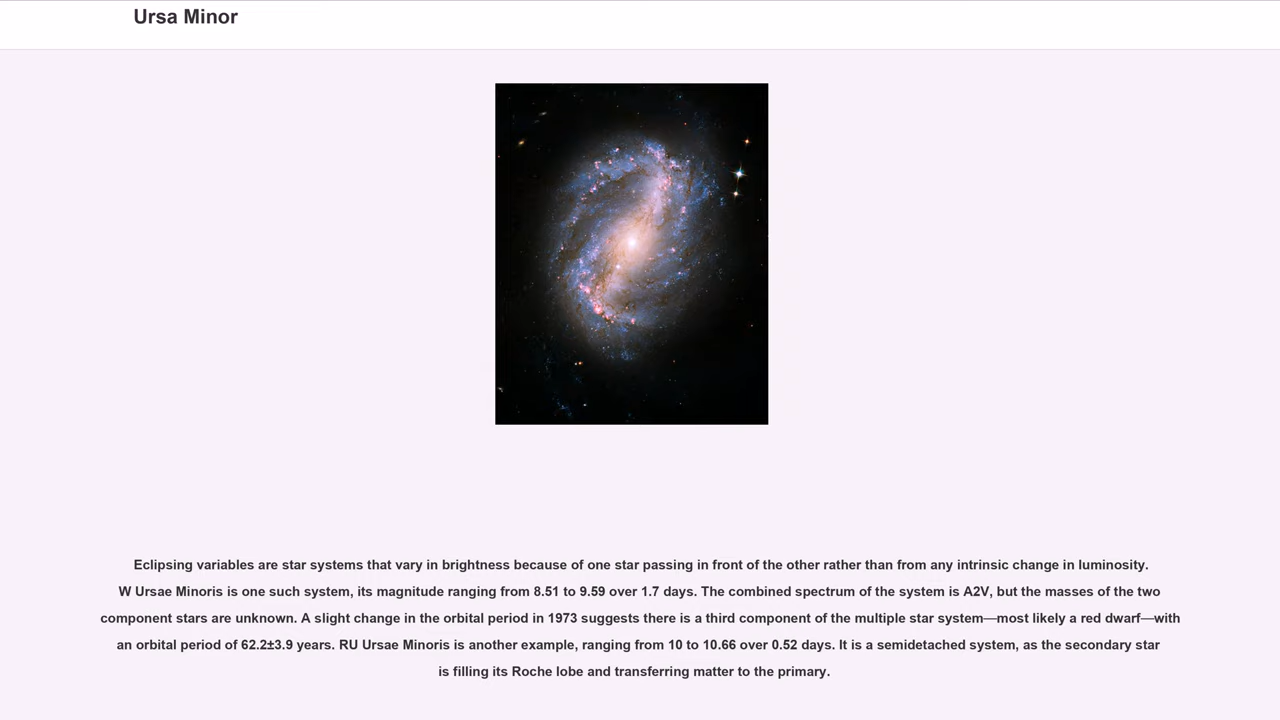 Ursa Minor
Eclipsing variables are star systems that vary in brightness because of one star passing in front of the other rather than from any intrinsic change in luminosity.
W Ursae Minoris is one such system, its magnitude ranging from 8.51 to 9.59 over 1.7 days. The combined spectrum of the system is A2V, but the masses of the two
component stars are unknown. A slight change in the orbital period in 1973 suggests there is a third component of the multiple star system—most likely a red dwarf—with
an orbital period of 62.2±3.9 years. RU Ursae Minoris is another example, ranging from 10 to 10.66 over 0.52 days. It is a semidetached system, as the secondary star
is filling its Roche lobe and transferring matter to the primary.